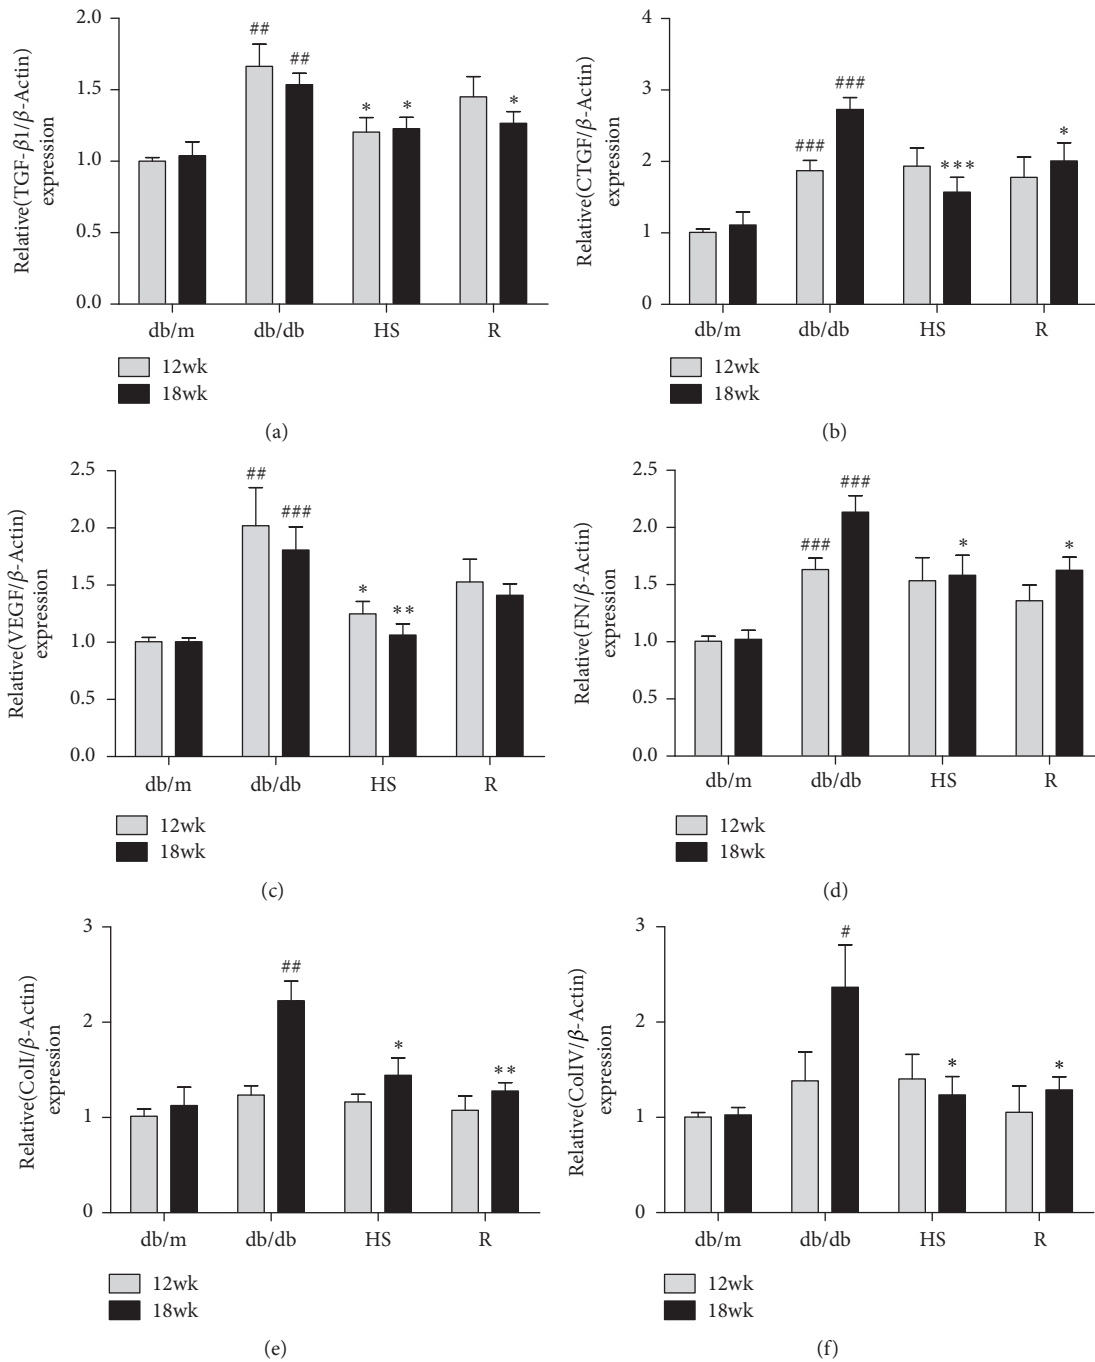 Relative(TGF-β1/β-Actin)
expression
2.0
1.5
1.0
0.5
0.0
##
##
*
*
*
db/m db/db HS R
12wk
18wk
(a)
Relative(CTGF/β-Actin)
expression
4
3
2
1
0
###
###
***
*
db/m db/db HS R
12wk
18wk
(b)
Relative(VEGF/β-Actin)
expression
2.5
2.0
1.5
1.0
0.5
0.0
##
###
*
**
db/m db/db HS R
12wk
18wk
(c)
Relative(FN/β-Actin)
expression
2.5
2.0
1.5
1.0
0.5
0.0
###
###
*
*
db/m db/db HS R
12wk
18wk
(d)
Relative(ColI/β-Actin)
expression
3
2
1
0
##
*
**
db/m db/db HS R
12wk
18wk
(e)
Relative(ColIV/β-Actin)
expression
3
2
1
0
#
*
*
db/m db/db HS R
12wk
18wk
(f)